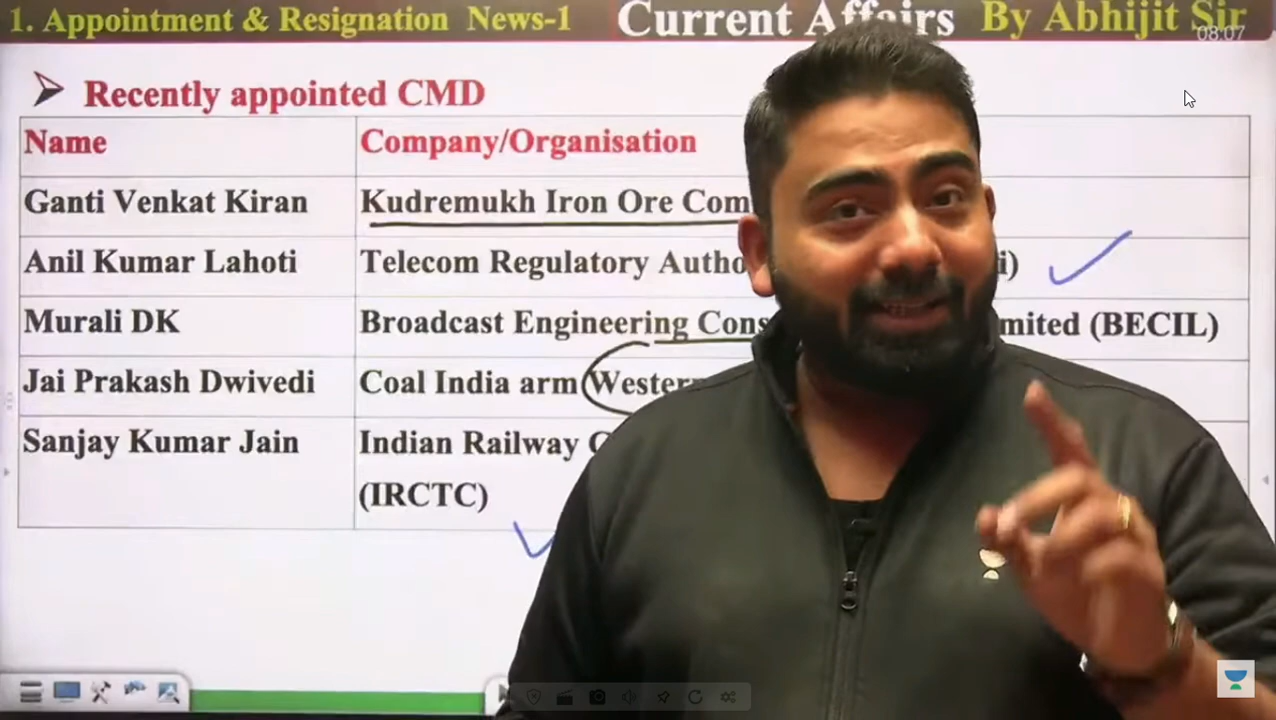 1. Appointment & Resignation News-1 Current Affairs By Abhijit Sir
08:07
Recently appointed CMD
Name Company/Organisation
Ganti Venkat Kiran Kudremukh Iron Ore Com
Anil Kumar Lahoti Telecom Regulatory Autho i)
Murali DK Broadcast Engineering Cons mited (BECIL)
Jai Prakash Dwivedi Coal India arm Wester
Sanjay Kumar Jain Indian Railway
(IRCTC)